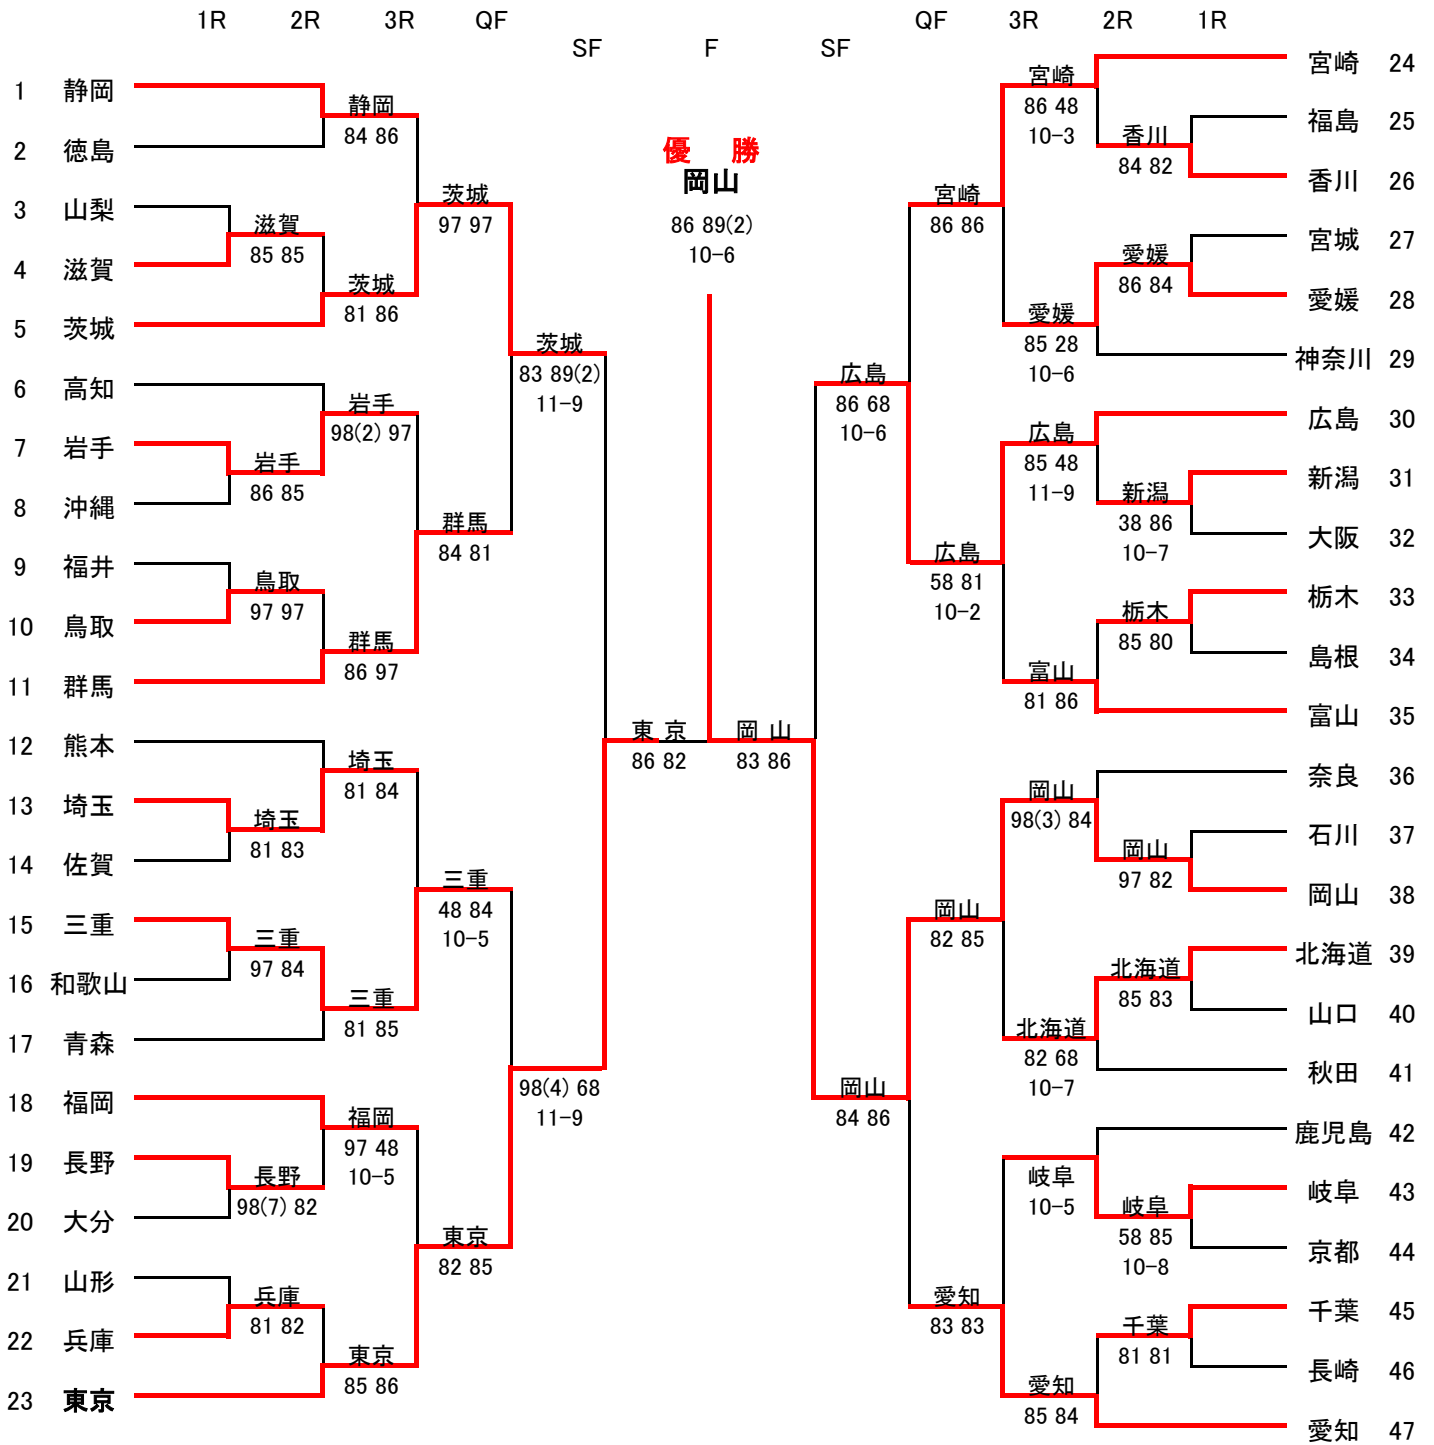 1R 2R 3R QF SF F SF QF 3R 2R 1R
優 勝
岡山
86 89(2)
10-6
1 静岡
2 徳島
3 山梨
4 滋賀
5 茨城
6 高知
7 岩手
8 沖縄
9 福井
10 鳥取
11 群馬
12 熊本
13 埼玉
14 佐賀
15 三重
16 和歌山
17 青森
18 福岡
19 長野
20 大分
21 山形
22 兵庫
23 東京
滋賀
85 85
岩手
86 85
鳥取
97 97
埼玉
81 83
三重
97 84
長野
98(7) 82
兵庫
81 82
静岡
84 86
茨城
81 86
岩手
98(2) 97
群馬
86 97
埼玉
81 84
三重
81 85
福岡
97 48
10-5
東京
85 86
茨城
97 97
群馬
84 81
三重
48 84
10-5
東京
82 85
茨城
83 89(2)
11-9
98(4) 68
11-9
東 京
86 82
岡 山
83 86
広島
86 68
10-6
岡山
84 86
宮崎
86 86
広島
58 81
10-2
岡山
82 85
愛知
83 83
宮崎
86 48
10-3
愛媛
85 28
10-6
広島
85 48
11-9
富山
81 86
岡山
98(3) 84
北海道
82 68
10-7
岐阜
10-5
愛知
85 84
香川
84 82
愛媛
86 84
新潟
38 86
10-7
栃木
85 80
岡山
97 82
北海道
85 83
岐阜
58 85
10-8
千葉
81 81
宮崎 24
福島 25
香川 26
宮城 27
愛媛 28
神奈川 29
広島 30
新潟 31
大阪 32
栃木 33
島根 34
富山 35
奈良 36
石川 37
岡山 38
北海道 39
山口 40
秋田 41
鹿児島 42
岐阜 43
京都 44
千葉 45
長崎 46
愛知 47